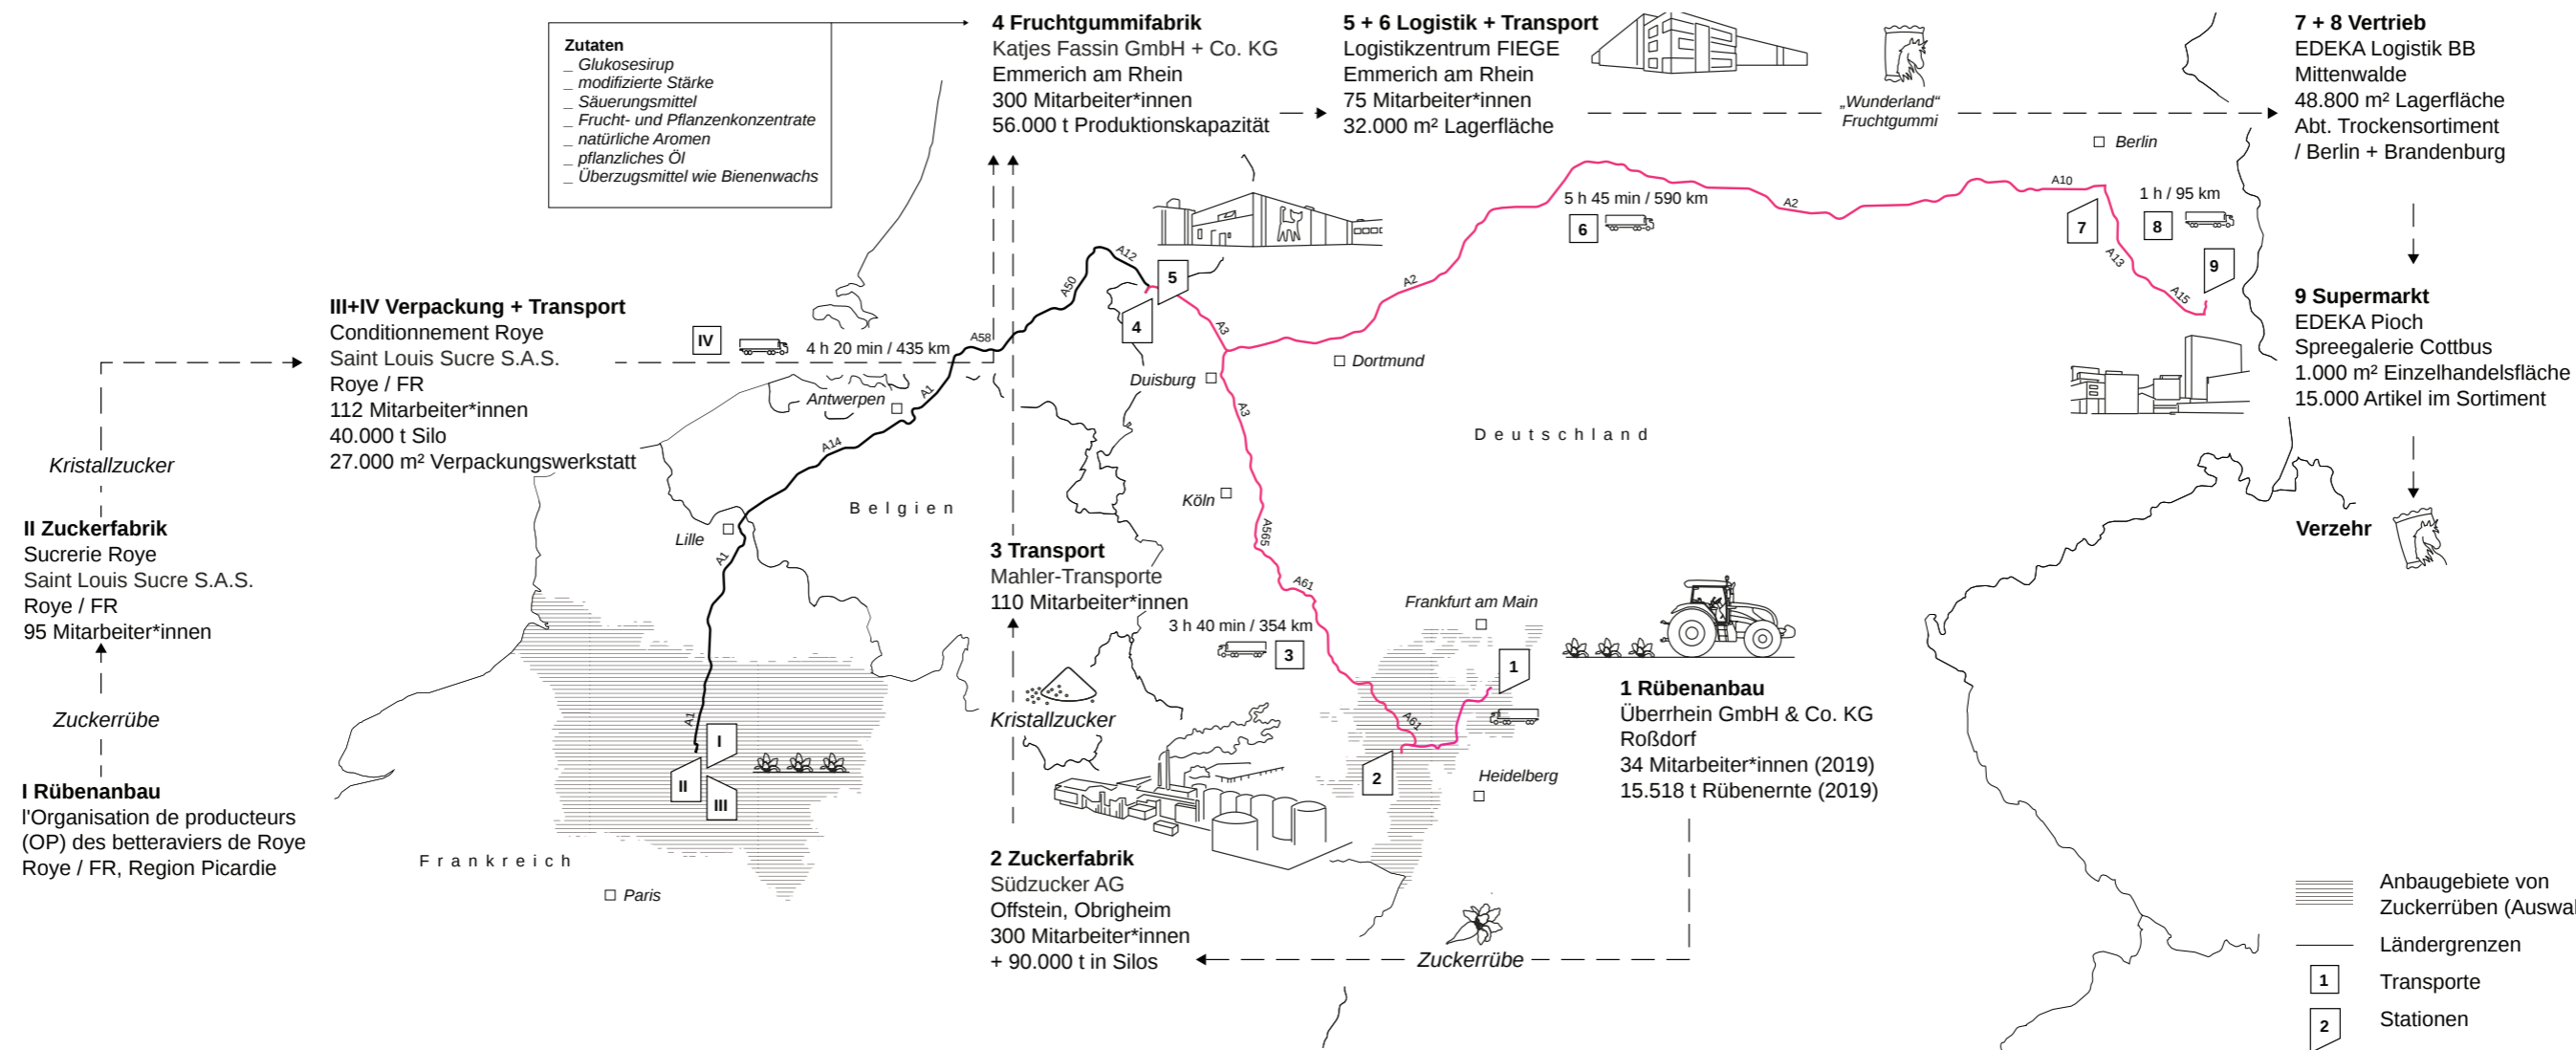 Zutaten
_ Glukosesirup
_ modifizierte Stärke
_ Säuerungsmittel
_ Frucht- und Pflanzenkonzentrate
_ natürliche Aromen
_ pflanzliches Öl
_ Überzugsmittel wie Bienenwachs
4 Fruchtgummifabrik
Katjes Fassin GmbH + Co. KG
Emmerich am Rhein
300 Mitarbeiter*innen
56.000 t Produktionskapazität
5 + 6 Logistik + Transport
Logistikzentrum FIEGE
Emmerich am Rhein
75 Mitarbeiter*innen
32.000 m² Lagerfläche
„Wunderland“
Fruchtgummi
7 + 8 Vertrieb
EDEKA Logistik BB
Mittenwalde
48.800 m² Lagerfläche
Abt. Trockensortiment
/ Berlin + Brandenburg
Berlin
5 h 45 min / 590 km
6
A2
A10
1 h / 95 km
7
8
9
A13
A15
A2
A12
A50
5
4
A3
A58
III+IV Verpackung + Transport
Conditionnement Roye
Saint Louis Sucre S.A.S.
Roye / FR
112 Mitarbeiter*innen
40.000 t Silo
27.000 m² Verpackungswerkstatt
IV
4 h 20 min / 435 km
9 Supermarkt
EDEKA Pioch
Spreegalerie Cottbus
1.000 m² Einzelhandelsfläche
15.000 Artikel im Sortiment
Dortmund
Duisburg
Antwerpen
A1
A14
A3
Deutschland
Kristallzucker
Köln
Belgien
Lille
A1
A565
A61
Verzehr
II Zuckerfabrik
Sucrerie Roye
Saint Louis Sucre S.A.S.
Roye / FR
95 Mitarbeiter*innen
3 Transport
Mahler-Transporte
110 Mitarbeiter*innen
3 h 40 min / 354 km
3
Frankfurt am Main
1
Zuckerrübe
Kristallzucker
A1
A61
I
II
III
2
Heidelberg
1 Rübenanbau
Überrhein GmbH & Co. KG
Roßdorf
34 Mitarbeiter*innen (2019)
15.518 t Rübenernte (2019)
I Rübenanbau
l'Organisation de producteurs
(OP) des betteraviers de Roye
Roye / FR, Region Picardie
Frankreich
Paris
2 Zuckerfabrik
Südzucker AG
Offstein, Obrigheim
300 Mitarbeiter*innen
+ 90.000 t in Silos
Zuckerrübe
Anbaugebiete von
Zuckerrüben (Auswa
Ländergrenzen
1
Transporte
2
Stationen